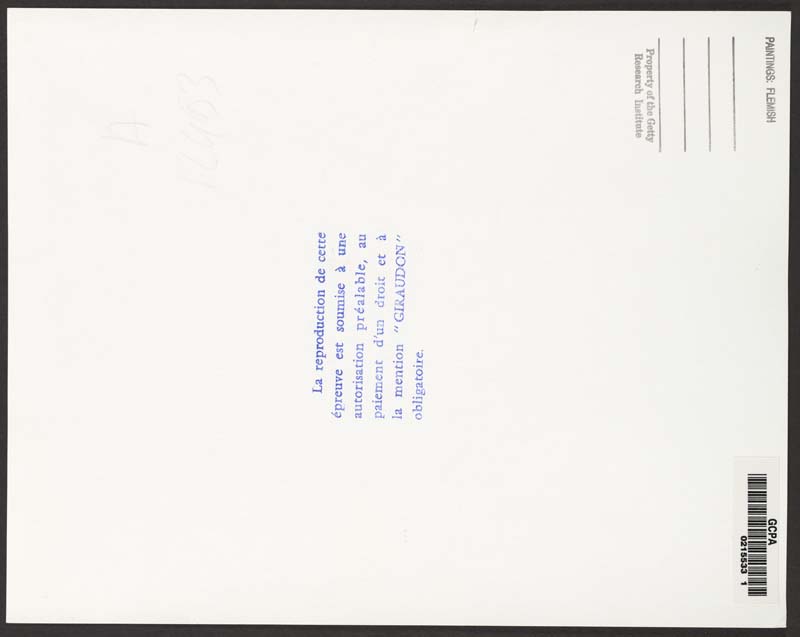 PAINTINGS: FLEMISH
Property of the Getty
Research Institute
La reproduction de cette
épreuve est soumise à une
autorisation préalable, au
paiement d'un droit et à
la mention "GIRAUDON"
obligatoire.
GCPA
0215533 1